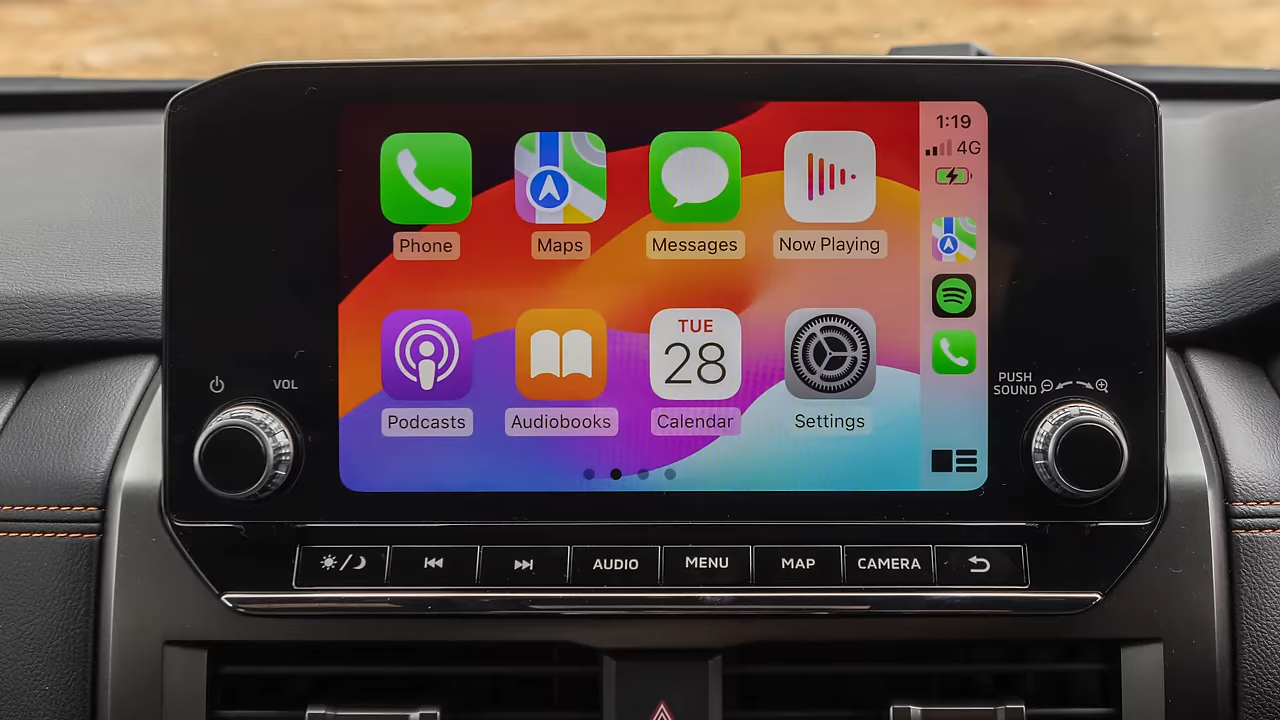 1:19
4G
Phone
Maps
Messages
Now Playing
TUE
28
Podcasts
Audiobooks
Calendar
Settings
VOL
PUSH
SOUND
AUDIO
MENU
MAP
CAMERA